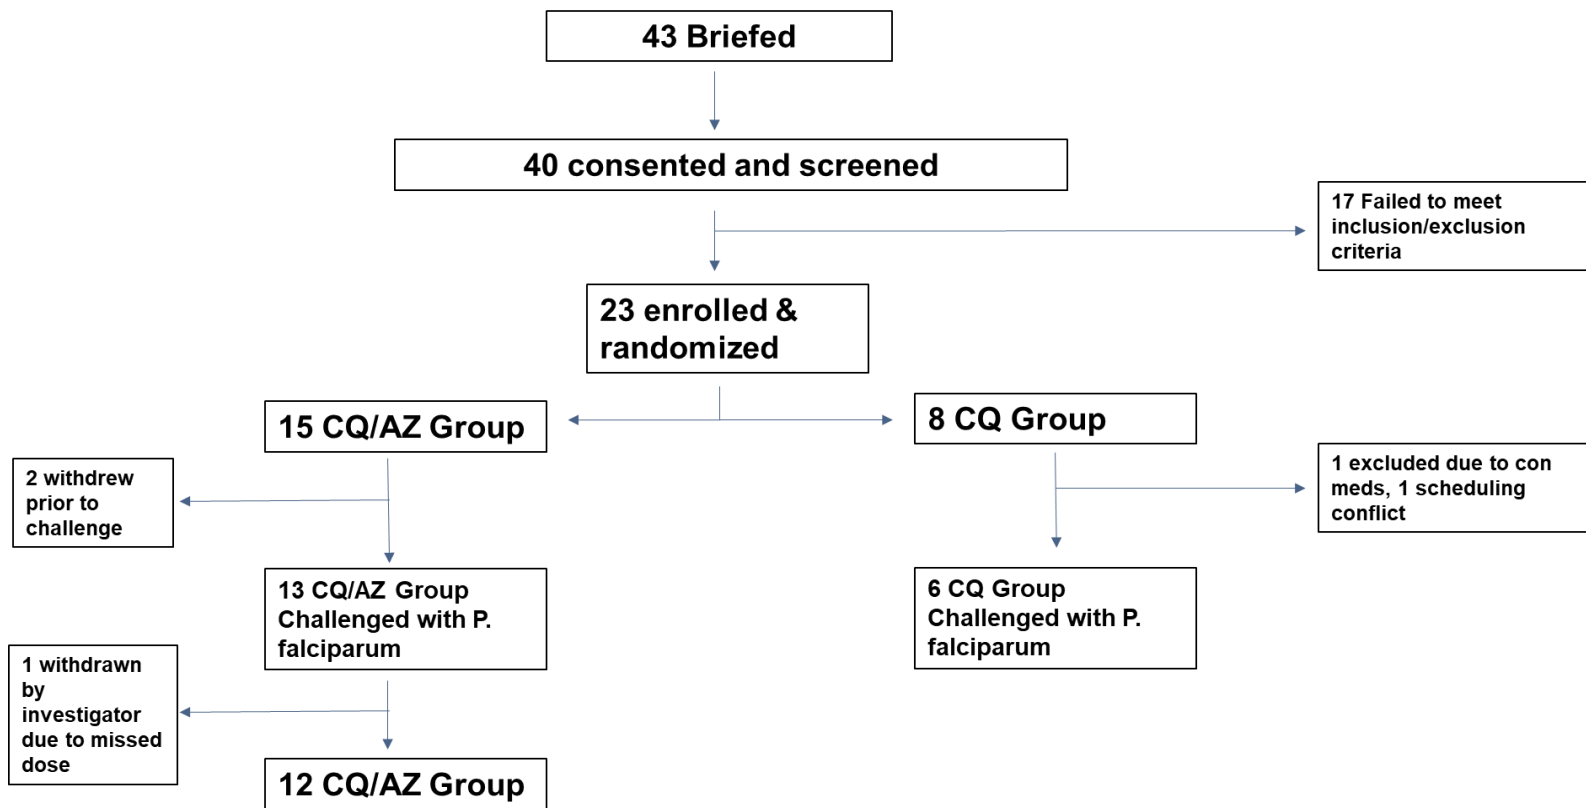 43 Briefed
40 consented and screened
17 Failed to meet
inclusion/exclusion
criteria
23 enrolled &
randomized
15 CQ/AZ Group
8 CQ Group
2 withdrew
prior to
challenge
1 excluded due to con
meds, 1 scheduling
conflict
13 CQ/AZ Group
Challenged with P.
falciparum
6 CQ Group
Challenged with P.
falciparum
1 withdrawn
by
investigator
due to missed
dose
12 CQ/AZ Group